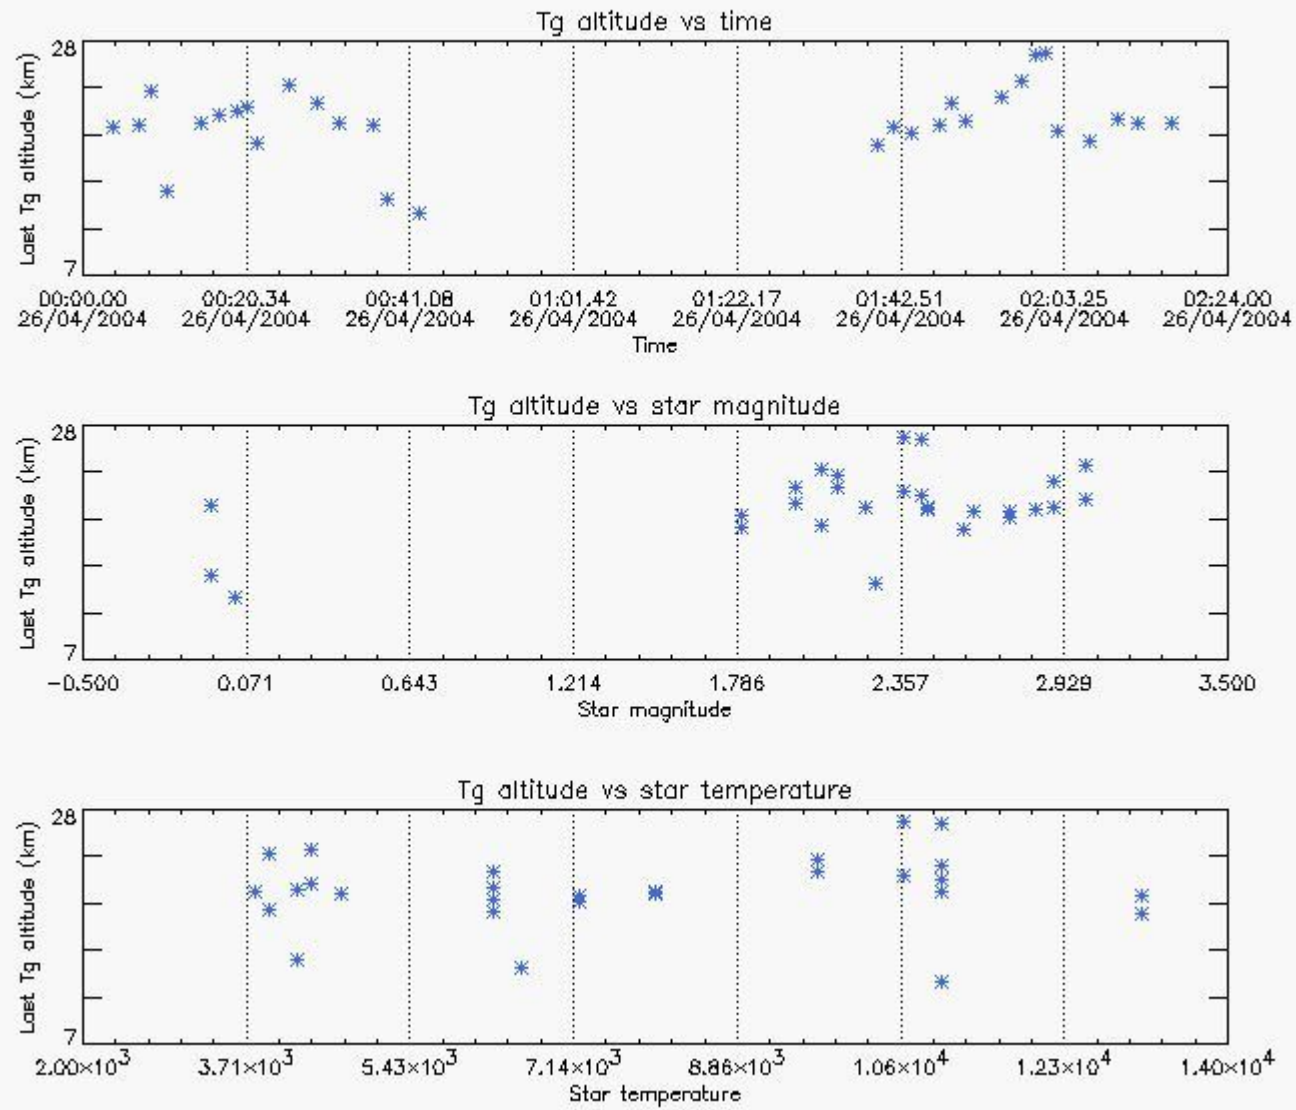 Tg altitude vs time
28
Last Tg altitude (km)
7
00:00.00 00:20.34 00:41.08 01:01.42 01:22.17 01:42.51 02:03.25 02:24.00
26/04/2004 26/04/2004 26/04/2004 26/04/2004 26/04/2004 26/04/2004 26/04/2004 26/04/2004
Time
Tg altitude vs star magnitude
28
Last Tg altitude (km)
7
-0.500 0.071 0.643 1.214 1.786 2.357 2.929 3.500
Star magnitude
Tg altitude vs star temperature
28
Last Tg altitude (km)
7
2.00×10³ 3.71×10³ 5.43×10³ 7.14×10³ 8.86×10³ 1.06×10⁴ 1.23×10⁴ 1.40×10⁴
Star temperature